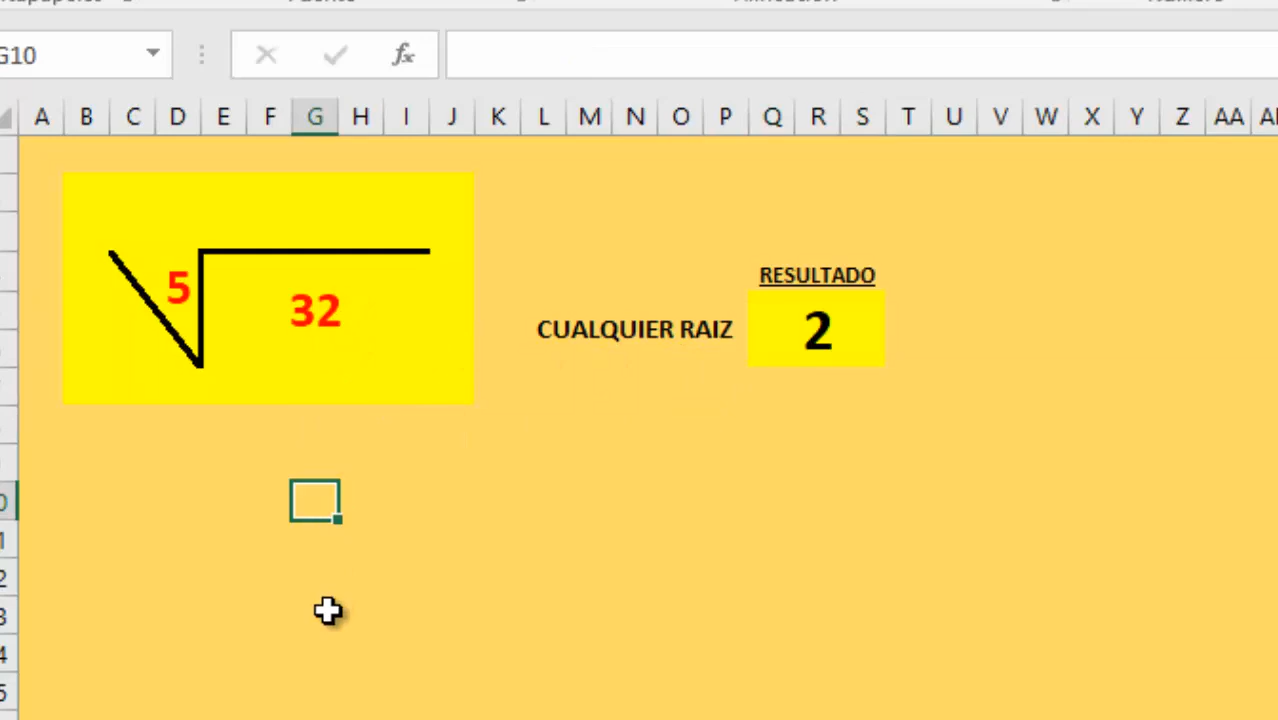 G10
fx
A B C D E F G H I J K L M N O P Q R S T U V W X Y Z AA
RESULTADO
5
32
CUALQUIER RAIZ
2